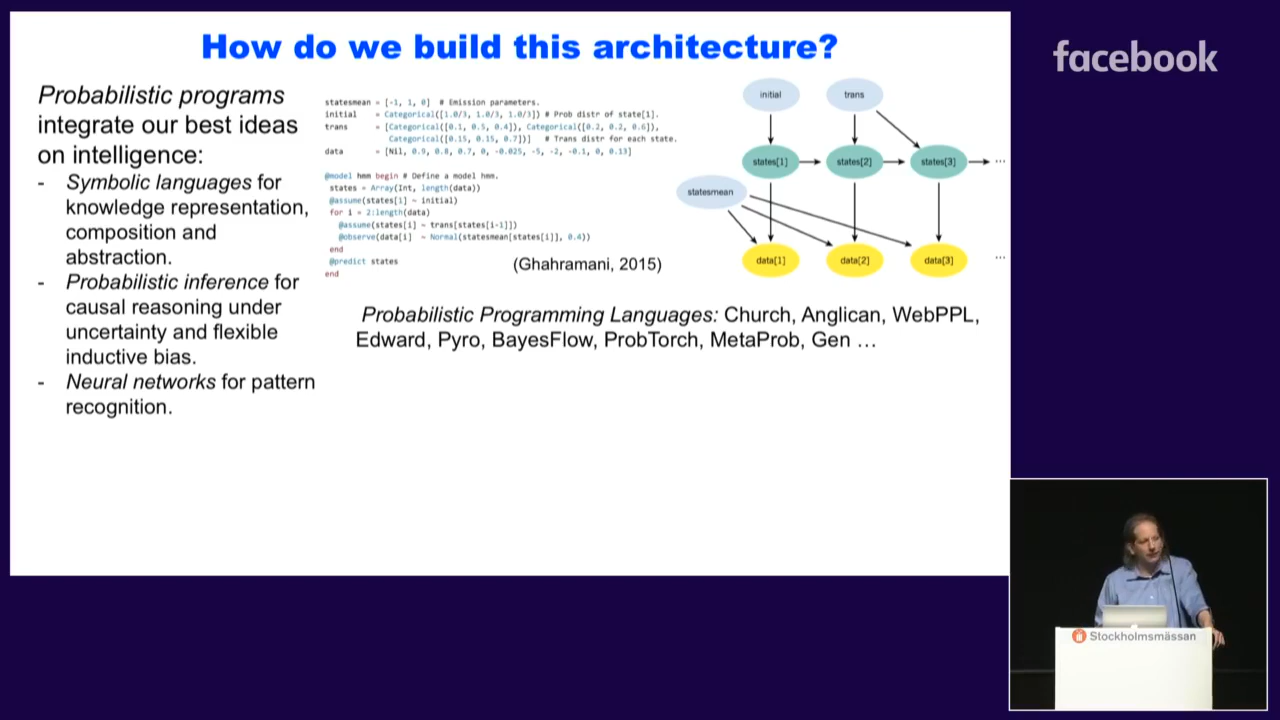 How do we build this architecture?
facebook
Probabilistic programs
integrate our best ideas
on intelligence:
- Symbolic languages for
knowledge representation,
composition and
abstraction.
- Probabilistic inference for
causal reasoning under
uncertainty and flexible
inductive bias.
- Neural networks for pattern
recognition.
statesmean = [-1, 1, 0] # Emission parameters.
initial = Categorical([1.0/3, 1.0/3, 1.0/3]) # Prob distr of state[1].
trans = [Categorical([0.1, 0.5, 0.4]), Categorical([0.2, 0.2, 0.6]),
Categorical([0.15, 0.15, 0.7])] # Trans distr for each state.
data = [Nil, 0.9, 0.8, 0.7, 0, -0.025, -5, -2, -0.1, 0, 0.13]
@model hmm begin # Define a model hmm.
states = Array(Int, length(data))
@assume(states[1] ~ initial)
for i = 2:length(data)
@assume(states[i] ~ trans[states[i-1]])
@observe(data[i] ~ Normal(statesmean[states[i]], 0.4))
end
@predict states
end
(Ghahramani, 2015)
initial trans
states[1] states[2] states[3] ...
statesmean
data[1] data[2] data[3] ...
Probabilistic Programming Languages: Church, Anglican, WebPPL,
Edward, Pyro, BayesFlow, ProbTorch, MetaProb, Gen …
Stockholmsmässan